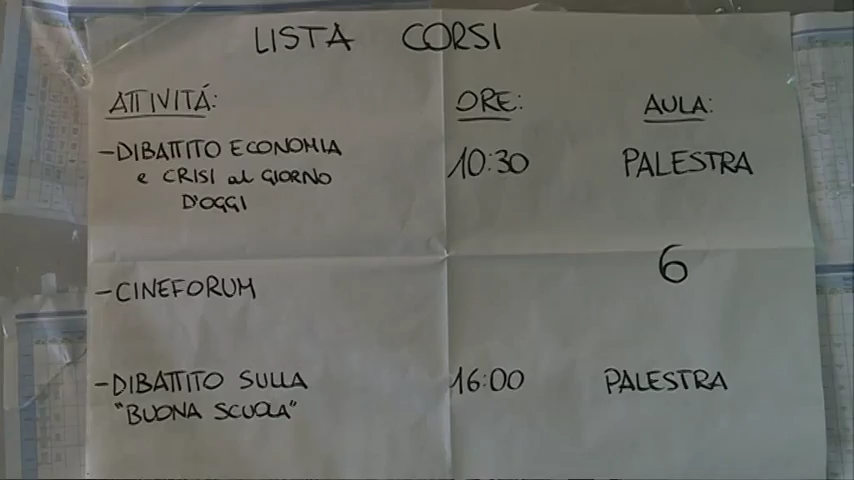 LISTA CORSI
ATTIVITÁ: ORE: AULA:
-DIBATTITO ECONOMIA 10:30 PALESTRA
e CRISI al GIORNO
D'OGGI
-CINEFORUM 6
-DIBATTITO SULLA 16:00 PALESTRA
"BUONA SCUOLA"